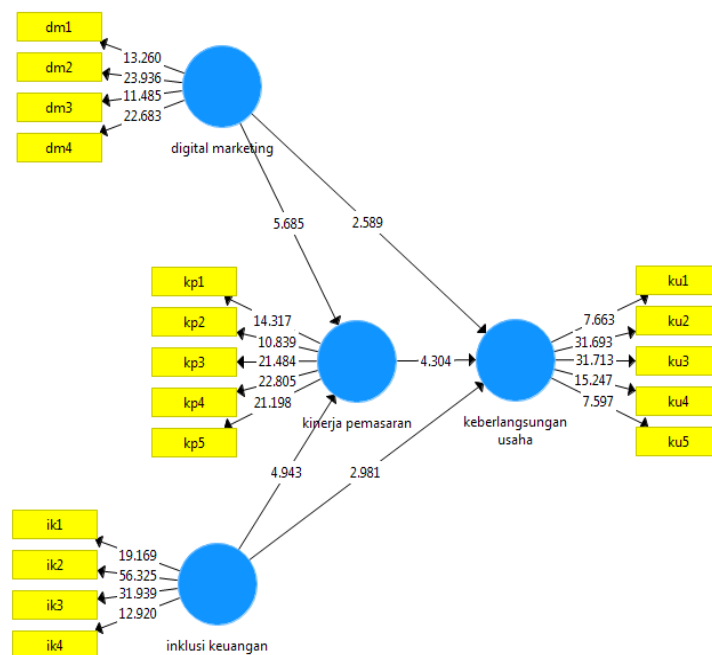 dm1
dm2
dm3
dm4
13.260
23.936
11.485
22.683
digital marketing
5.685
2.589
kp1
kp2
kp3
kp4
kp5
14.317
10.839
21.484
22.805
21.198
kinerja pemasaran
4.304
keberlangsungan
usaha
7.663
31.693
31.713
15.247
7.597
ku1
ku2
ku3
ku4
ku5
4.943
2.981
ik1
ik2
ik3
ik4
19.169
56.325
31.939
12.920
inklusi keuangan